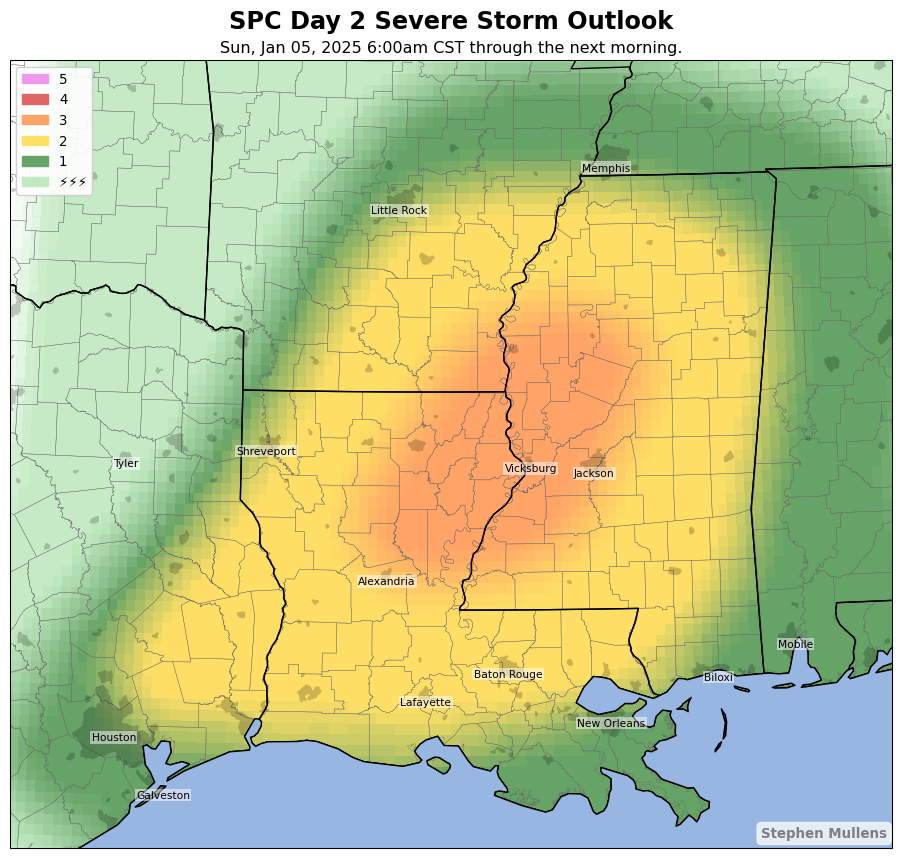 SPC Day 2 Severe Storm Outlook
Sun, Jan 05, 2025 6:00am CST through the next morning.
5
4
3
2
1
⚡⚡⚡
Memphis
Little Rock
Shreveport
Tyler
Vicksburg
Jackson
Alexandria
Mobile
Baton Rouge
Biloxi
Lafayette
New Orleans
Houston
Galveston
Stephen Mullens